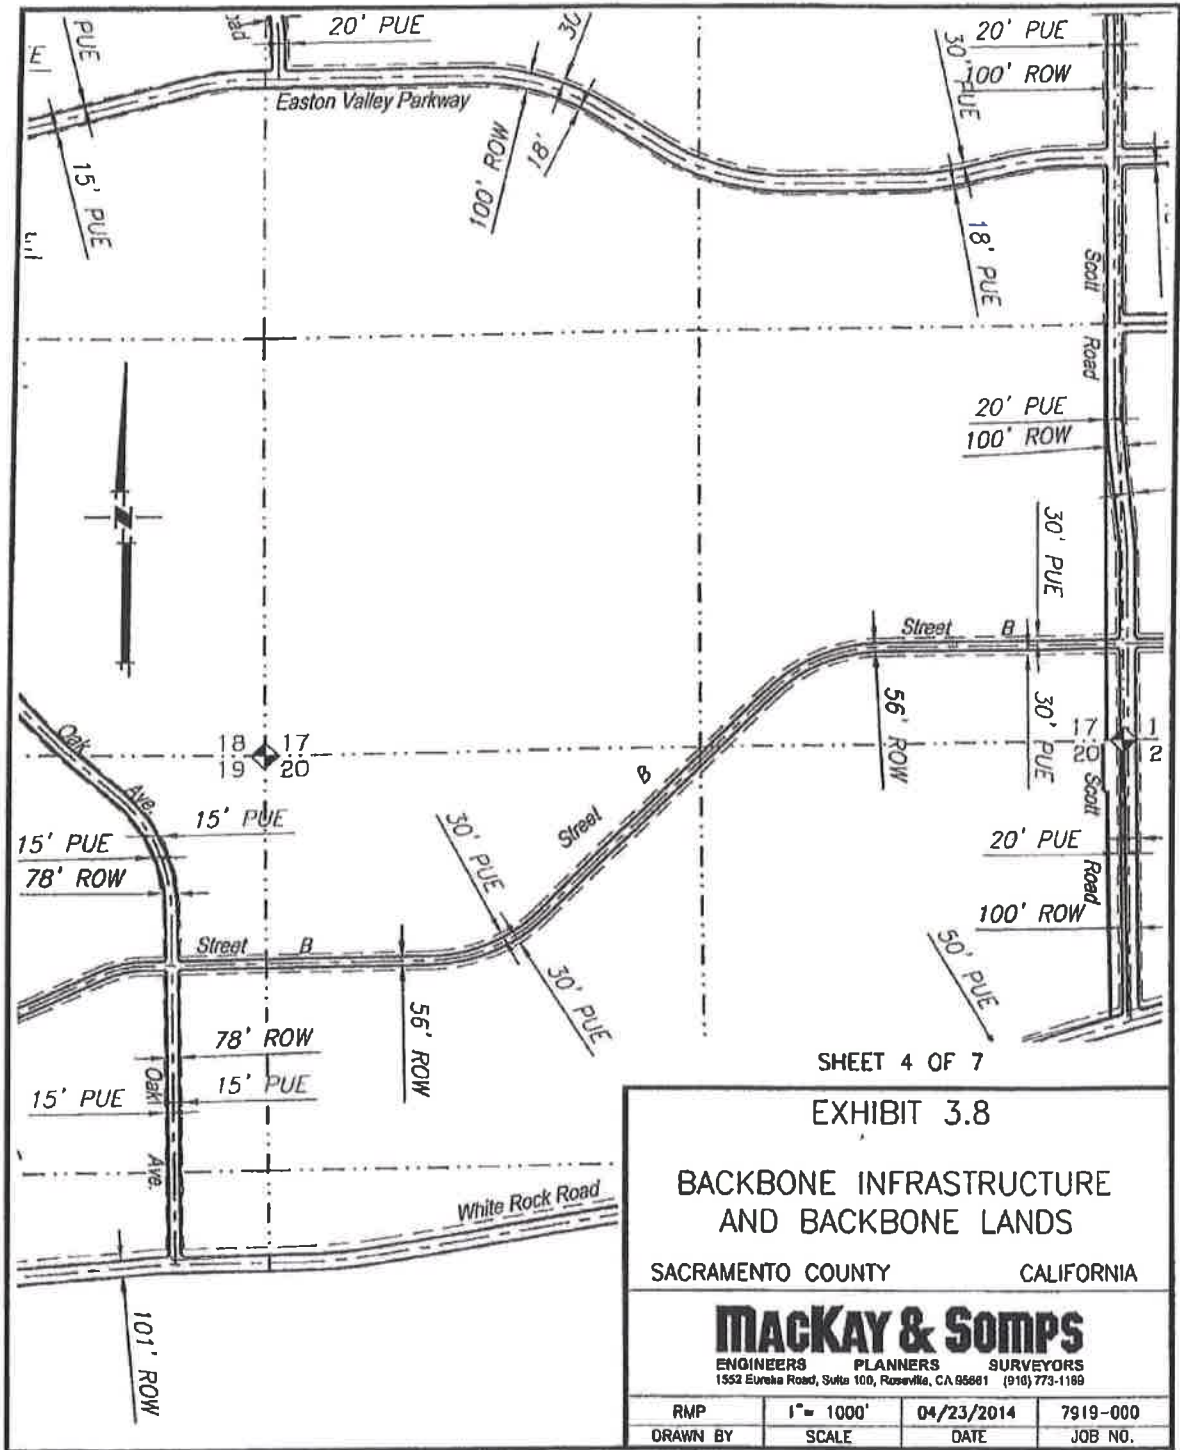 PUE
20' PUE
30'
20' PUE
100' ROW
30' PUE
Easton Valley Parkway
15' PUE
100' ROW
18'
18' PUE
Scott
Road
20' PUE
100' ROW
30' PUE
Street B
56' ROW
30' PUE
17 1
20 2
18 17
19 20
Oak
Ave.
15' PUE
15' PUE
78' ROW
Street B
30' PUE
30' PUE
Scott
Road
20' PUE
100' ROW
50' PUE
Street B
56' ROW
78' ROW
15' PUE
15' PUE
Oak
Ave.
White Rock Road
101' ROW
SHEET 4 OF 7
EXHIBIT 3.8
BACKBONE INFRASTRUCTURE
AND BACKBONE LANDS
SACRAMENTO COUNTY CALIFORNIA
MACKAY & SOMPS
ENGINEERS PLANNERS SURVEYORS
1552 Eureka Road, Suite 100, Roseville, CA 95661 (916) 773-1189
RMP 1"= 1000' 04/23/2014 7919-000
DRAWN BY SCALE DATE JOB NO.